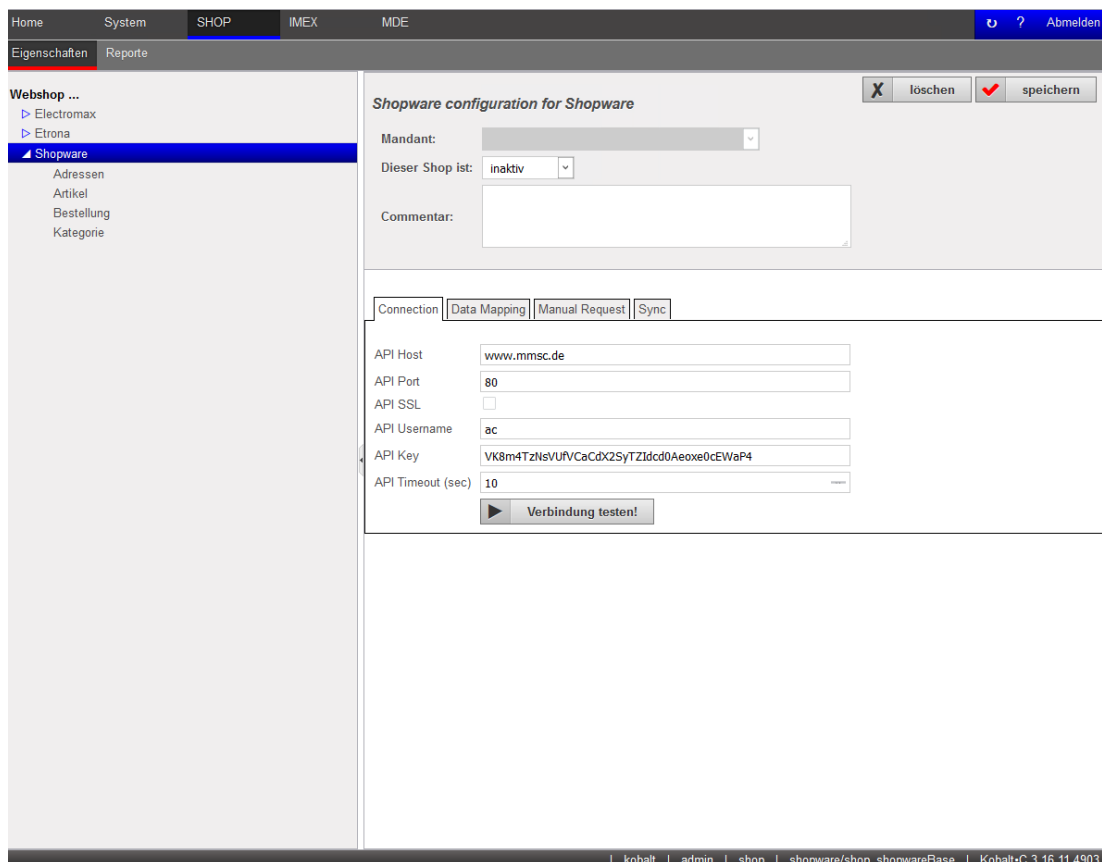 Home System SHOP IMEX MDE ? Abmelden
Eigenschaften Reporte
Webshop ...
Electromax
Etrona
Shopware
Adressen
Artikel
Bestellung
Kategorie
X löschen speichern
Shopware configuration for Shopware
Mandant:
Dieser Shop ist: inaktiv
Commentar:
Connection Data Mapping Manual Request Sync
API Host www.mmsc.de
API Port 80
API SSL
API Username ac
API Key VK8m4TzNsVUfVCaCdX2SyTZIdcd0Aeoxe0cEWaP4
API Timeout (sec) 10
Verbindung testen!
| kobalt | admin | shop | shopware/shop_shopwareBase | Kobalt•C 3.16.11.4903